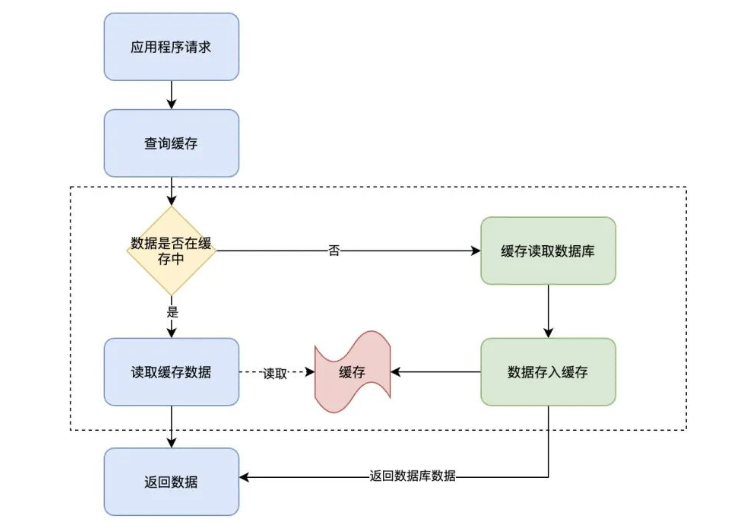 应用程序请求
查询缓存
数据是否在缓
存中
否
缓存读取数据库
是
读取缓存数据
读取
缓存
数据存入缓存
返回数据
返回数据库数据